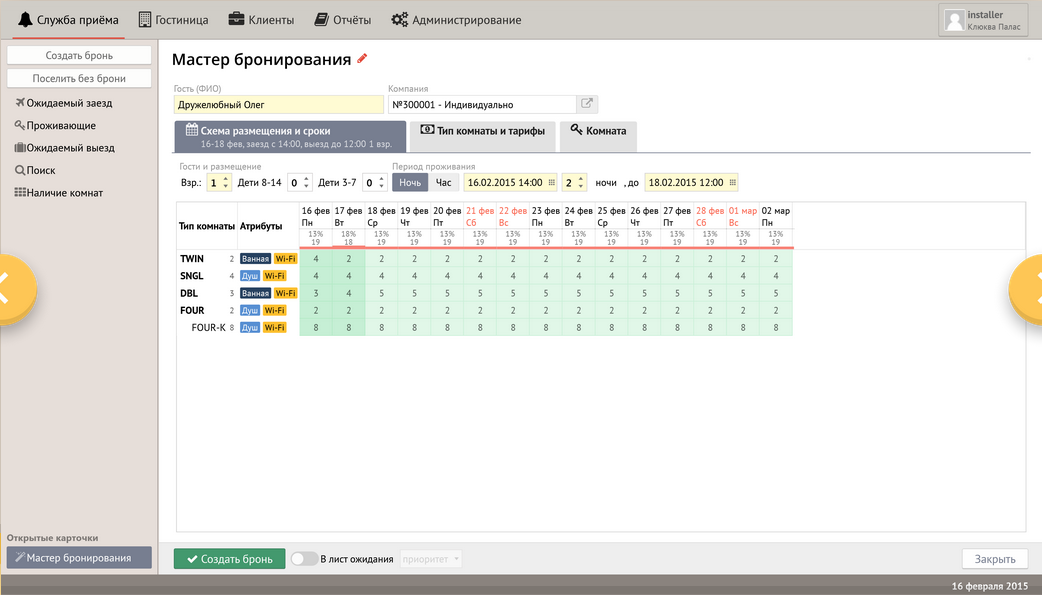 Служба приёма Гостиница Клиенты Отчёты Администрирование
installer
Клюква Палас
Создать бронь
Поселить без брони
Ожидаемый заезд
Проживающие
Ожидаемый выезд
Поиск
Наличие комнат
Мастер бронирования
Гость (ФИО) Компания
Дружелюбный Олег №300001 - Индивидуально
Схема размещения и сроки Тип комнаты и тарифы Комната
16-18 фев, заезд с 14:00, выезд до 12:00 1 взр.
Гости и размещение Период проживания
Взр.: 1 Дети 8-14 0 Дети 3-7 0 Ночь Час 16.02.2015 14:00 2 ночи , до 18.02.2015 12:00
16 фев 17 фев 18 фев 19 фев 20 фев 21 фев 22 фев 23 фев 24 фев 25 фев 26 фев 27 фев 28 фев 01 мар 02 мар
Тип комнаты Атрибуты Пн Вт Ср Чт Пт Сб Вс Пн Вт Ср Чт Пт Сб Вс Пн
13% 18% 13% 13% 13% 13% 13% 13% 13% 13% 13% 13% 13% 13% 13%
19 18 19 19 19 19 19 19 19 19 19 19 19 19 19
TWIN 2 Ванная Wi-Fi 4 2 2 2 2 2 2 2 2 2 2 2 2 2 2
SNGL 4 Душ Wi-Fi 4 4 4 4 4 4 4 4 4 4 4 4 4 4 4
DBL 3 Ванная Wi-Fi 3 4 5 5 5 5 5 5 5 5 5 5 5 5 5
FOUR 2 Душ Wi-Fi 2 2 2 2 2 2 2 2 2 2 2 2 2 2 2
FOUR-K 8 Душ Wi-Fi 8 8 8 8 8 8 8 8 8 8 8 8 8 8 8
Открытые карточки
Мастер бронирования
Создать бронь В лист ожидания приоритет Закрыть
16 февраля 2015